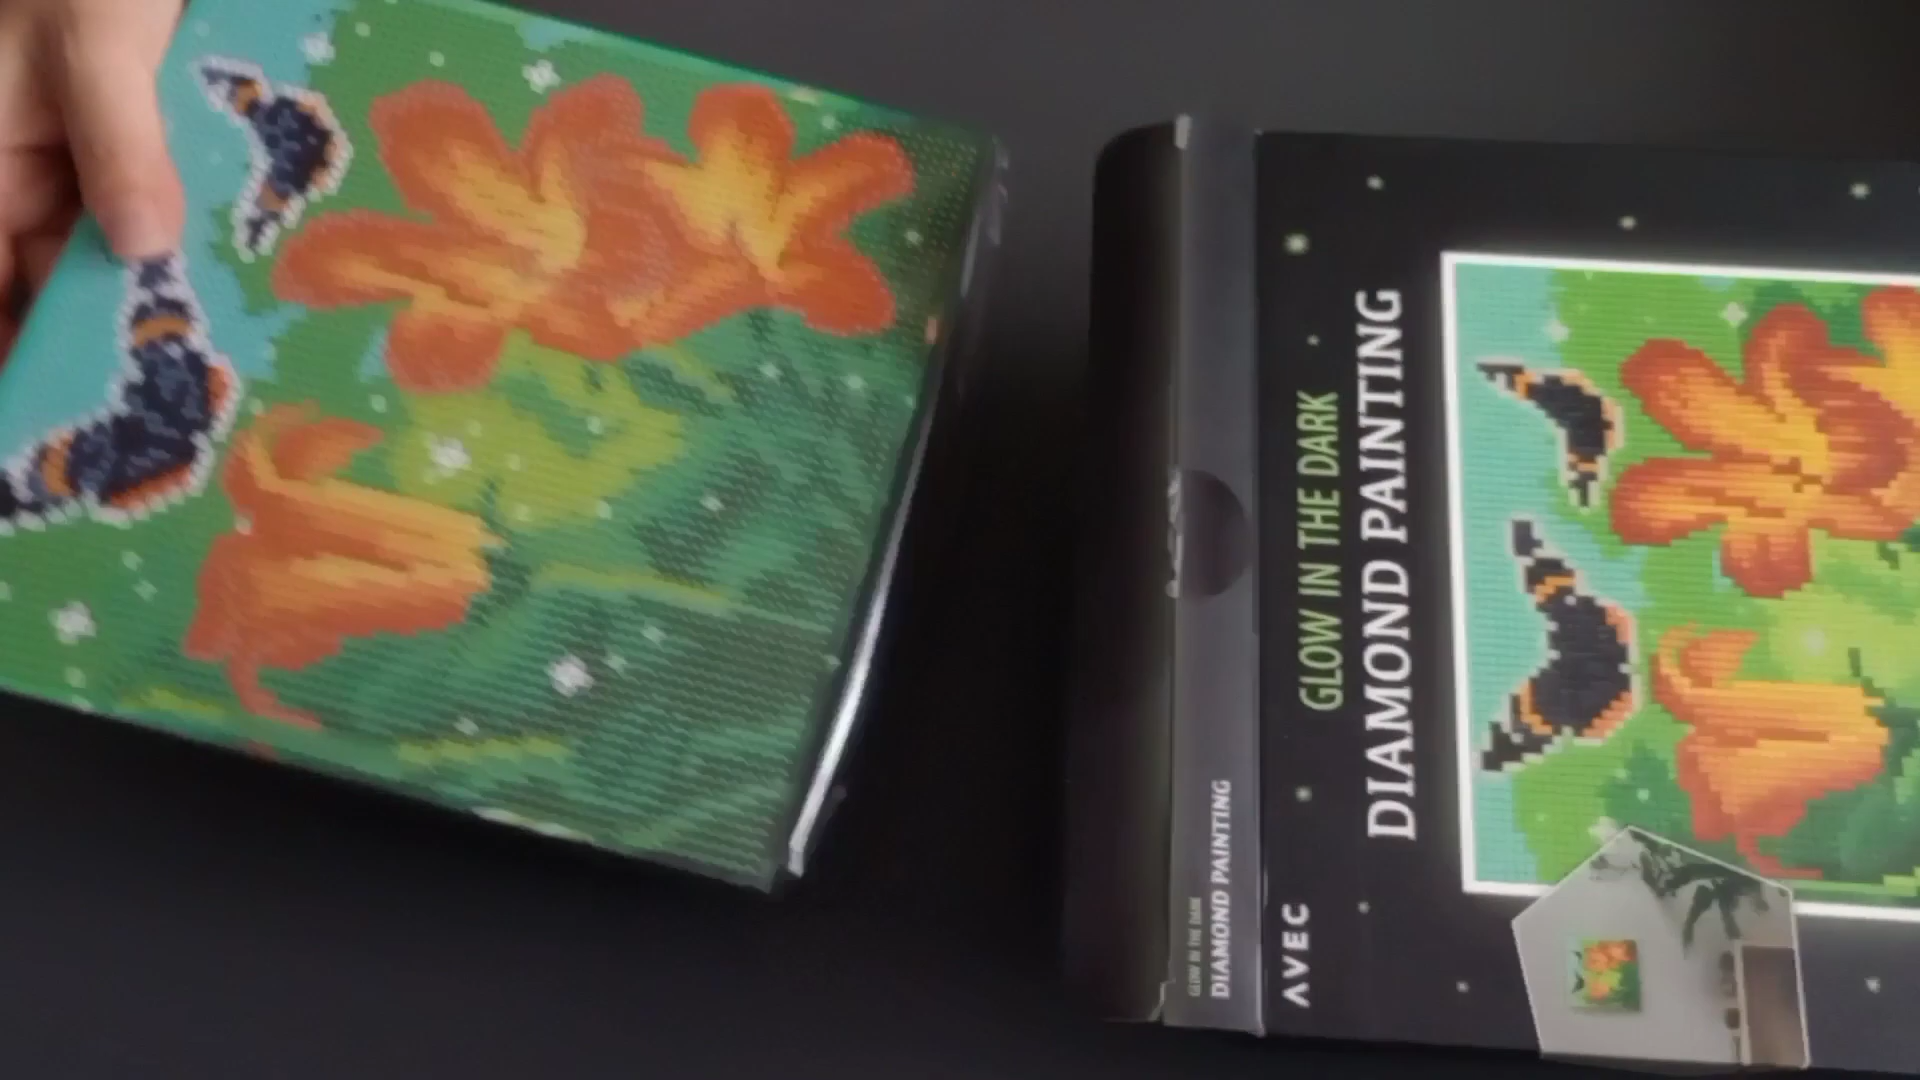 GLOW IN THE DARK
DIAMOND PAINTING
GLOW IN THE DARK
DIAMOND PAINTING
AVEC